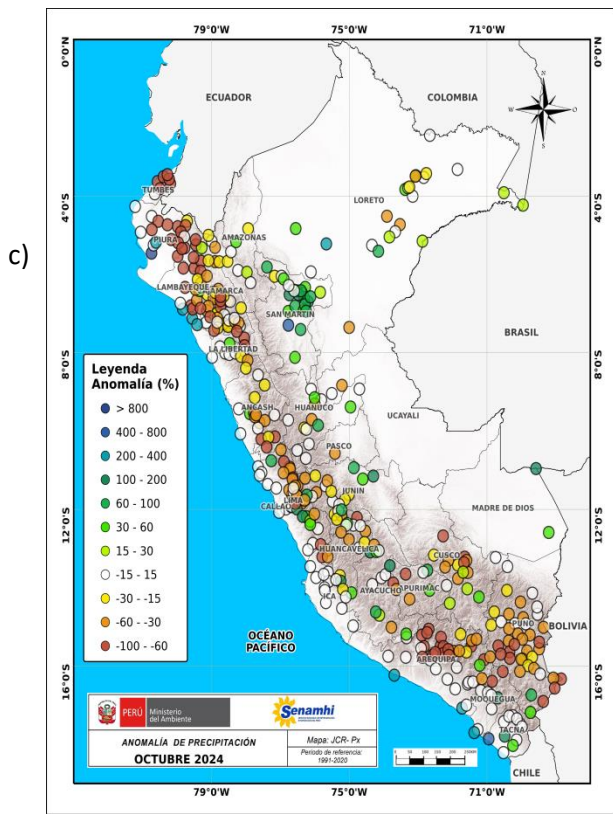 c)
79°0'W 75°0'W 71°0'W
0°0'N 0°0'N
ECUADOR
COLOMBIA
N
W O
S
TUMBES
LORETO
4°0'S 4°0'S
PIURA
AMAZONAS
LAMBAYEQUE
CAJAMARCA
SAN MARTIN
BRASIL
LA LIBERTAD
8°0'S 8°0'S
Leyenda
Anomalía (%)
> 800
400 - 800
200 - 400
100 - 200
60 - 100
30 - 60
15 - 30
-15 - 15
-30 - -15
-60 - -30
-100 - -60
ANCASH
HUANUCO
UCAYALI
PASCO
JUNIN
LIMA
CALLAO
MADRE DE DIOS
12°0'S 12°0'S
HUANCAVELICA
CUSCO
AYACUCHO
APURIMAC
ICA
PUNO
BOLIVIA
OCÉANO
PACÍFICO
AREQUIPA
16°0'S 16°0'S
MOQUEGUA
TACNA
CHILE
PERÚ
Ministerio
del Ambiente
Senamhi
ANOMALÍA DE PRECIPITACIÓN
OCTUBRE 2024
Mapa: JCR- Px
Periodo de referencia:
1991-2020
79°0'W 75°0'W 71°0'W